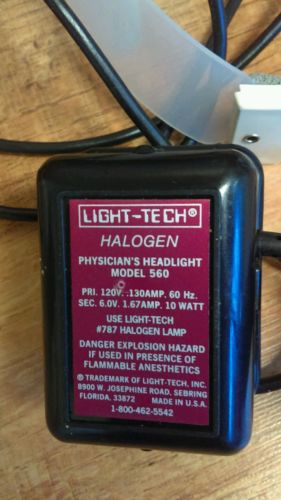 LIGHT-TECH®
HALOGEN
PHYSICIAN'S HEADLIGHT
MODEL 560
PRI. 120V. .130AMP. 60 Hz.
SEC. 6.0V. 1.67AMP. 10 WATT
USE LIGHT-TECH
#787 HALOGEN LAMP
DANGER EXPLOSION HAZARD
IF USED IN PRESENCE OF
FLAMMABLE ANESTHETICS
® TRADEMARK OF LIGHT-TECH, INC.
8900 W. JOSEPHINE ROAD, SEBRING
FLORIDA, 33872 MADE IN U.S.A.
1-800-462-5542